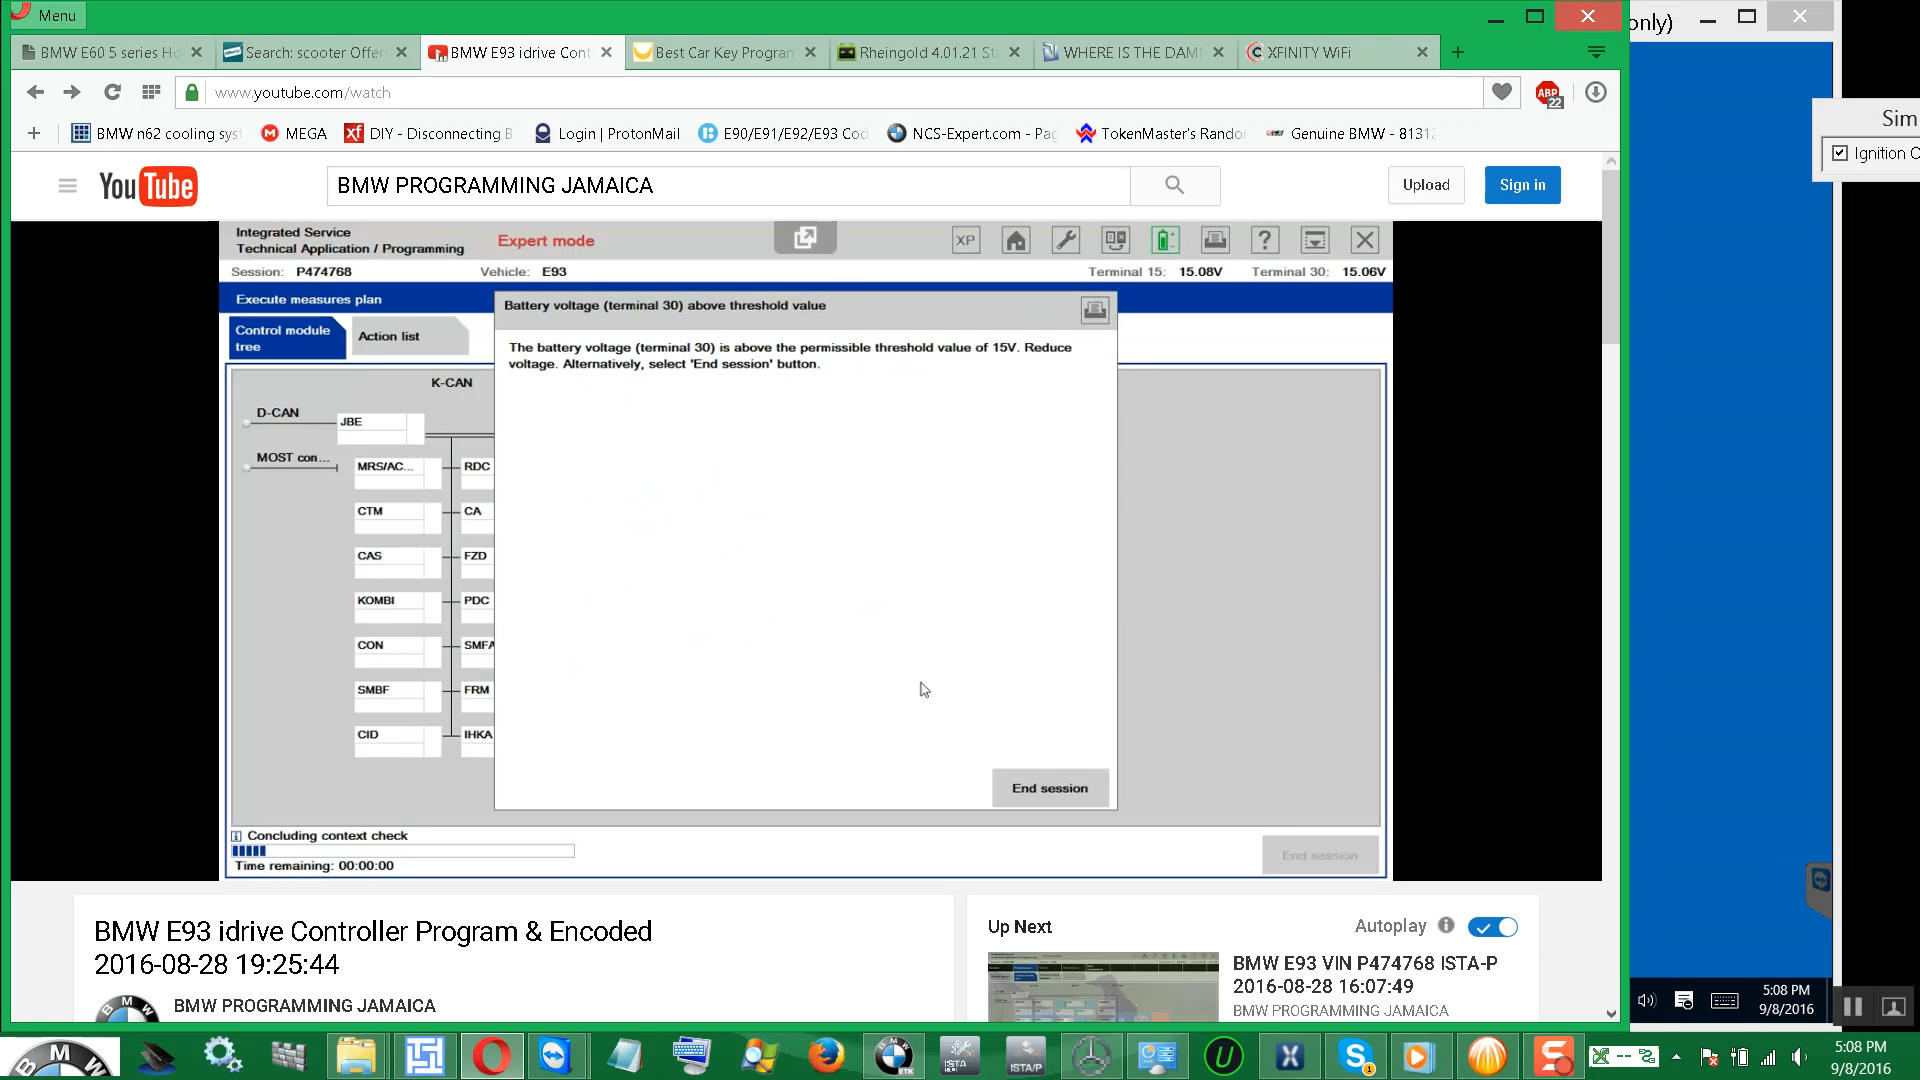 Menu
only)
BMW E60 5 series Ho
Search: scooter Offer
BMW E93 idrive Cont
Best Car Key Program
Rheingold 4.01.21 Sta
WHERE IS THE DAMN
XFINITY WiFi
www.youtube.com/watch
ABP
22
Sim
Ignition C
BMW n62 cooling syst
MEGA
DIY - Disconnecting B
Login | ProtonMail
E90/E91/E92/E93 Cod
NCS-Expert.com - Pag
TokenMaster's Rando
Genuine BMW - 81312
YouTube
BMW PROGRAMMING JAMAICA
Upload
Sign in
Integrated Service
Technical Application / Programming
Expert mode
XP
Session: P474768
Vehicle: E93
Terminal 15: 15.08V
Terminal 30: 15.06V
Execute measures plan
Control module
tree
Action list
Battery voltage (terminal 30) above threshold value
The battery voltage (terminal 30) is above the permissible threshold value of 15V. Reduce
voltage. Alternatively, select 'End session' button.
K-CAN
D-CAN
JBE
MOST con...
MRS/AC...
RDC
CTM
CA
CAS
FZD
KOMBI
PDC
CON
SMFA
SMBF
FRM
CID
IHKA
End session
Concluding context check
Time remaining: 00:00:00
End session
BMW E93 idrive Controller Program & Encoded
2016-08-28 19:25:44
BMW PROGRAMMING JAMAICA
Up Next
Autoplay
BMW E93 VIN P474768 ISTA-P
2016-08-28 16:07:49
BMW PROGRAMMING JAMAICA
5:08 PM
9/8/2016
BMW
ETK
ISTA/P
5:08 PM
9/8/2016